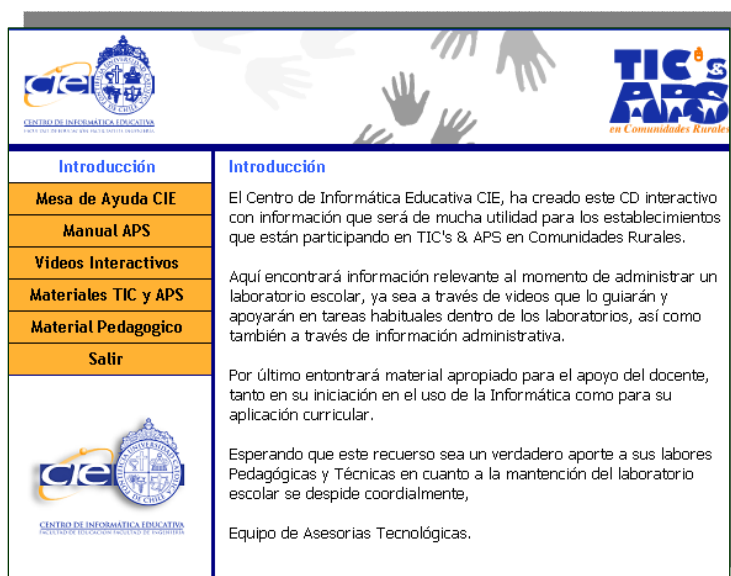 cie
CENTRO DE INFORMÁTICA EDUCATIVA
TIC's &
APS
en Comunidades Rurales
Introducción
Mesa de Ayuda CIE
Manual APS
Videos Interactivos
Materiales TIC y APS
Material Pedagogico
Salir
cie
CENTRO DE INFORMÁTICA EDUCATIVA
FACULTAD DE EDUCACIÓN FACULTAD DE INGENIERÍA
Introducción
El Centro de Informática Educativa CIE, ha creado este CD interactivo
con información que será de mucha utilidad para los establecimientos
que están participando en TIC's & APS en Comunidades Rurales.
Aquí encontrará información relevante al momento de administrar un
laboratorio escolar, ya sea a través de videos que lo guiarán y
apoyarán en tareas habituales dentro de los laboratorios, así como
también a través de información administrativa.
Por último entontrará material apropiado para el apoyo del docente,
tanto en su iniciación en el uso de la Informática como para su
aplicación curricular.
Esperando que este recuerso sea un verdadero aporte a sus labores
Pedagógicas y Técnicas en cuanto a la mantención del laboratorio
escolar se despide coordialmente,
Equipo de Asesorias Tecnológicas.